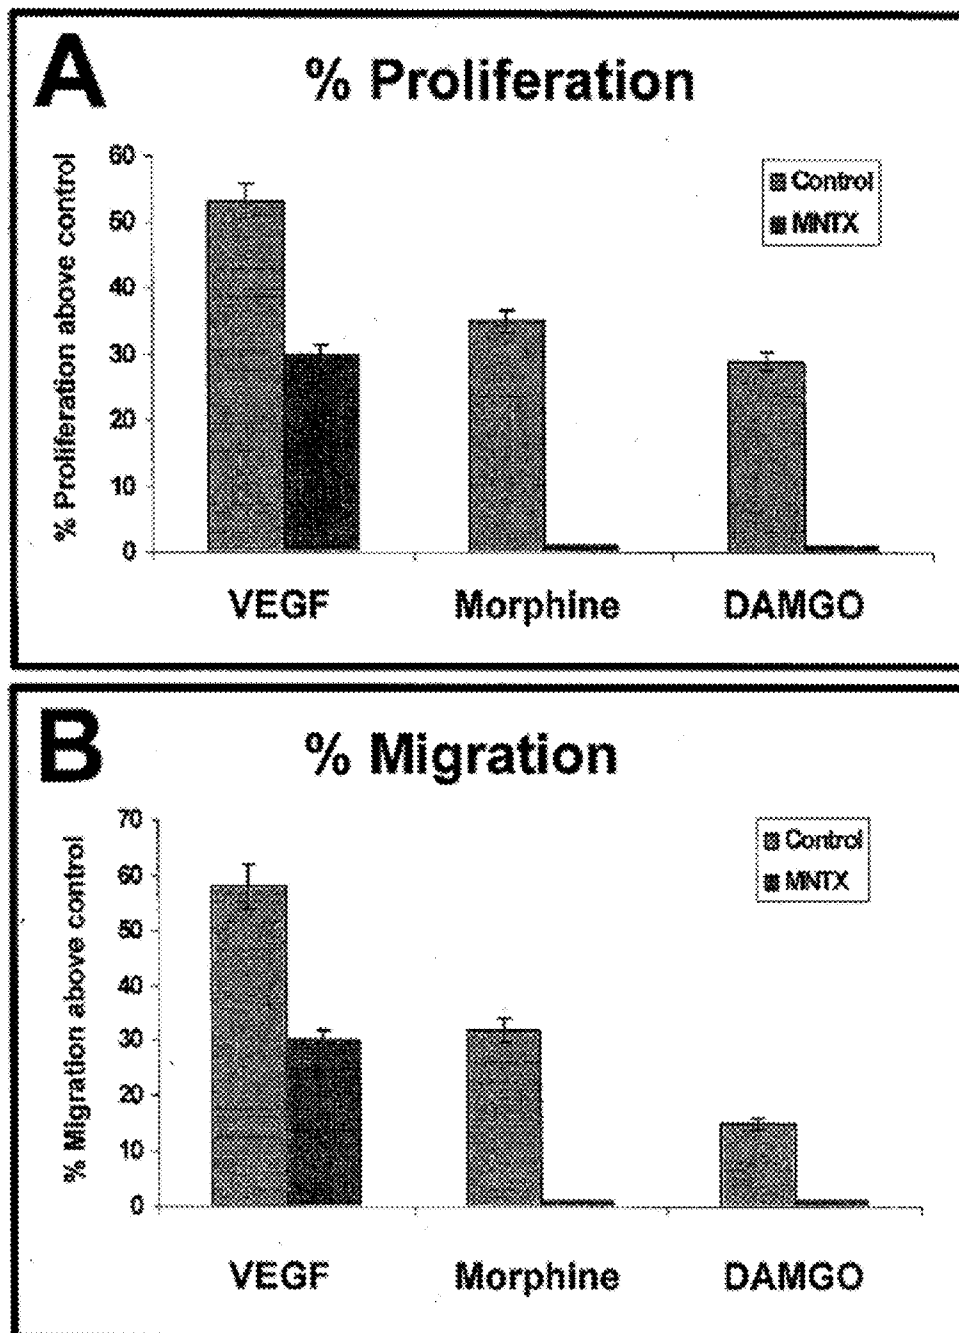 A
% Proliferation
% Proliferation above control
60
50
40
30
20
10
0
Control
MNTX
VEGF
Morphine
DAMGO
B
% Migration
% Migration above control
70
60
50
40
30
20
10
0
Control
MNTX
VEGF
Morphine
DAMGO